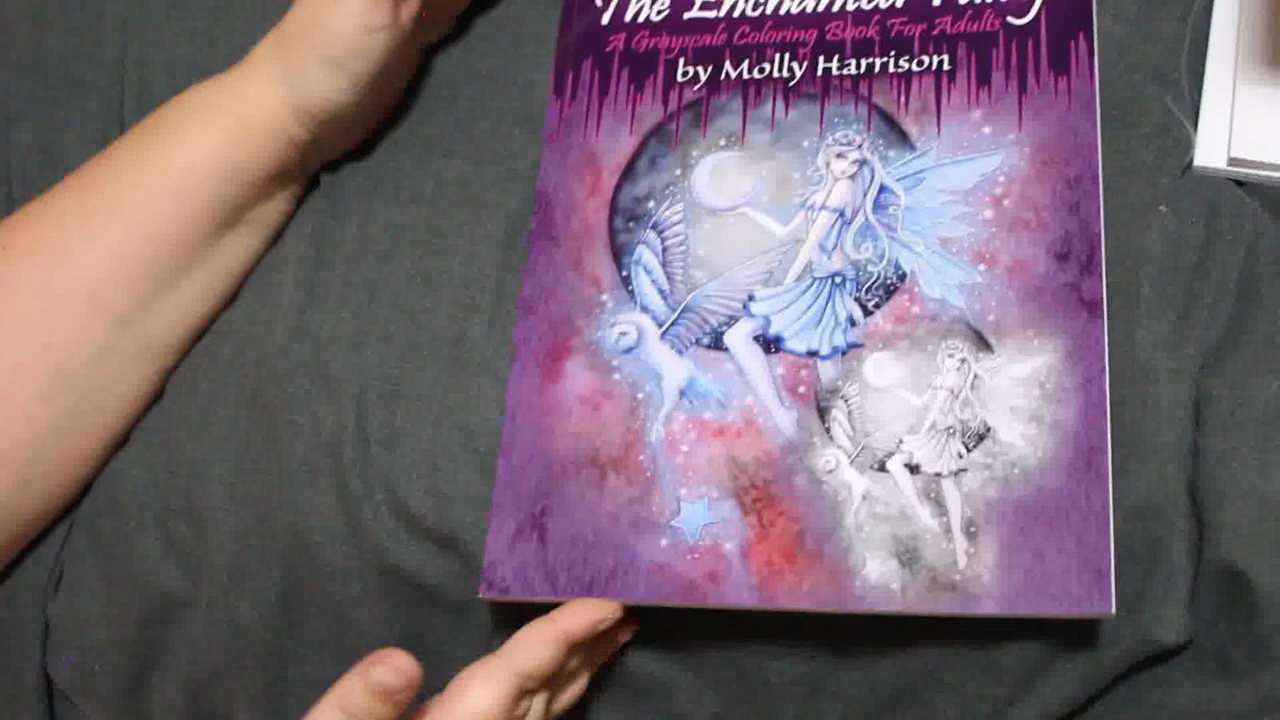 The Enchanted Fairy
A Grayscale Coloring Book For Adults
by Molly Harrison